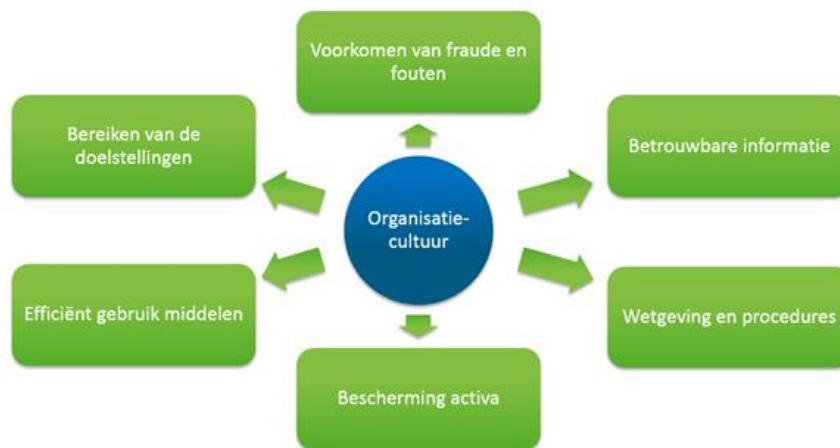 Voorkomen van fraude en
fouten
Bereiken van de
doelstellingen
Betrouwbare informatie
Organisatie-
cultuur
Efficiënt gebruik middelen
Wetgeving en procedures
Bescherming activa